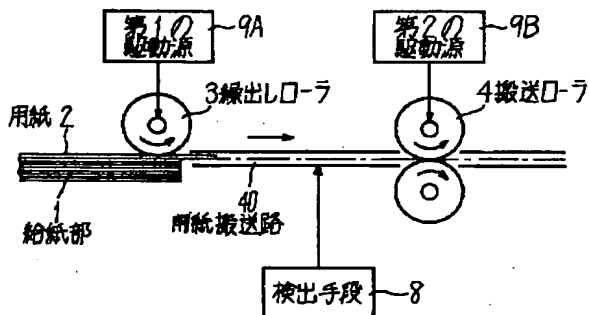 第1の
駆動源
9A
第2の
駆動源
9B
3繰出しローラ
4搬送ローラ
用紙2
1
給紙部
40
用紙搬送路
検出手段
8